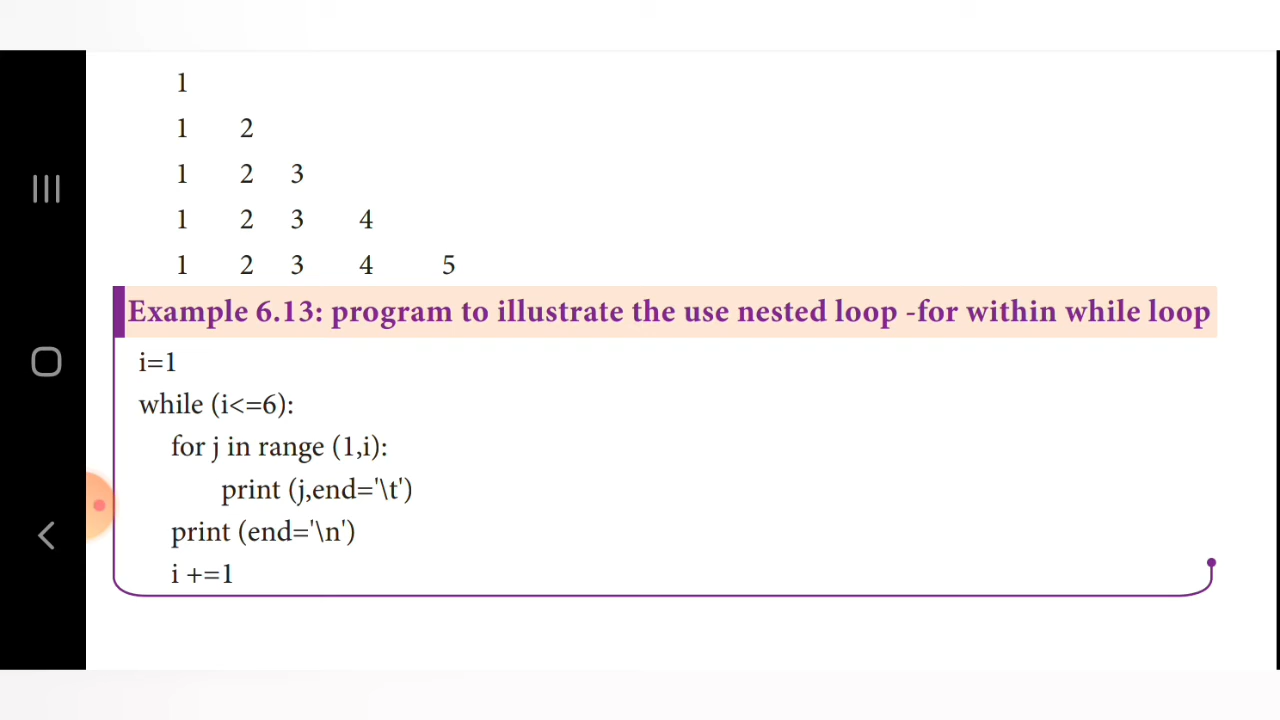 1
1 2
1 2 3
1 2 3 4
1 2 3 4 5
Example 6.13: program to illustrate the use nested loop -for within while loop
i=1
while (i<=6):
for j in range (1,i):
print (j,end='\t')
print (end='\n')
i +=1